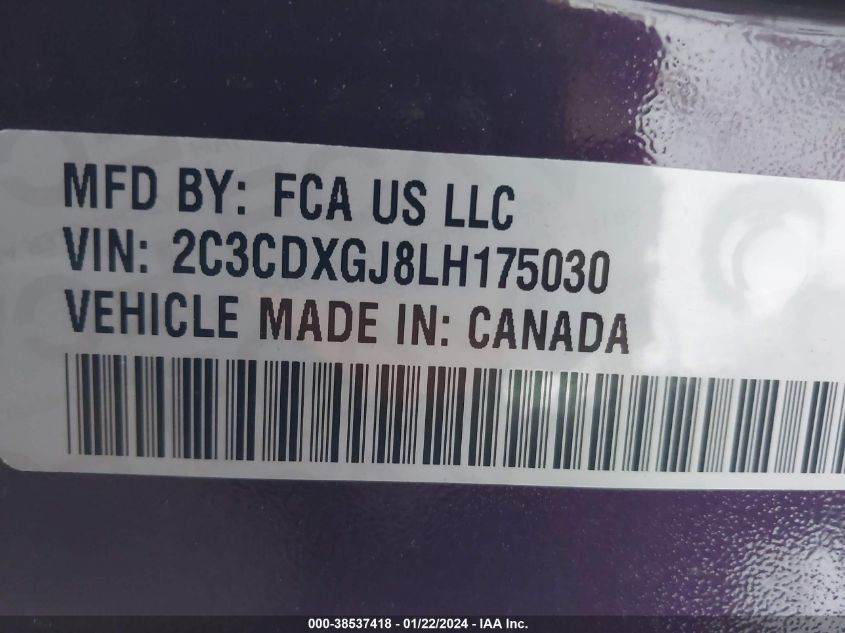 MFD BY: FCA US LLC
VIN: 2C3CDXGJ8LH175030
VEHICLE MADE IN: CANADA
000-38537418 - 01/22/2024 - IAA Inc.